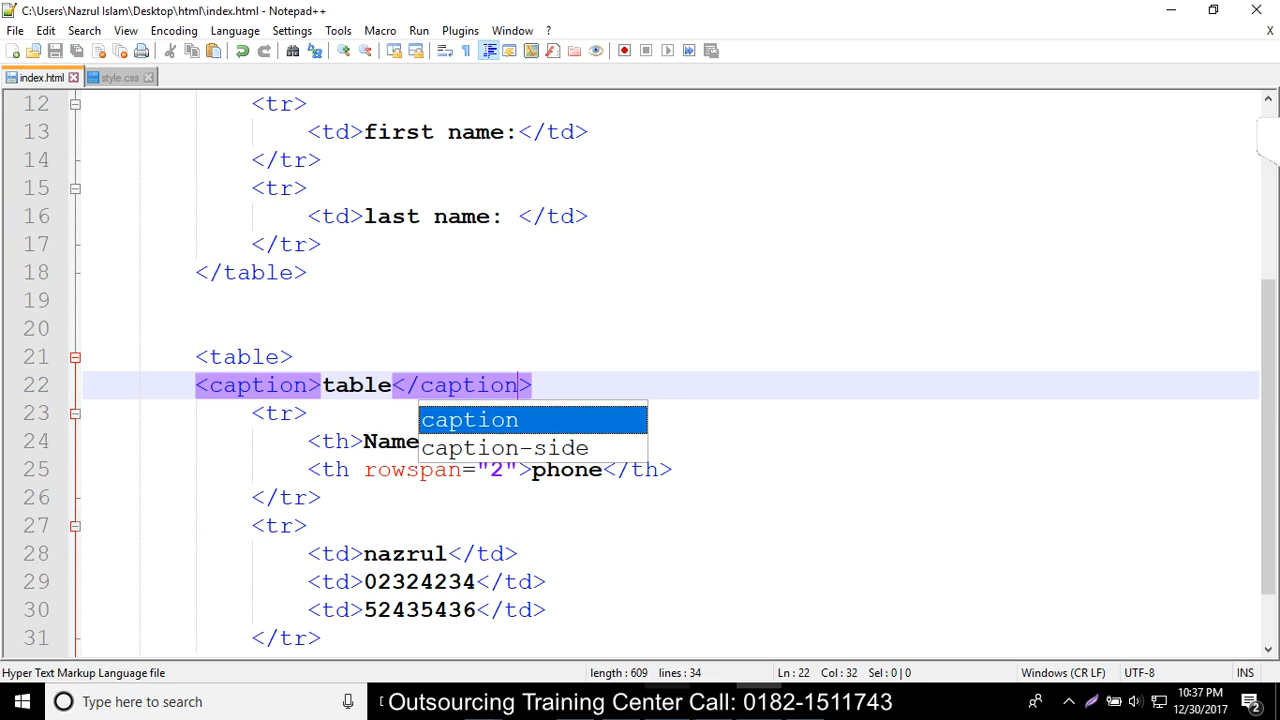 C:\Users\Nazrul Islam\Desktop\html\index.html - Notepad++
File Edit Search View Encoding Language Settings Tools Macro Run Plugins Window ? X
index.html style.css
12 <tr>
13 <td>first name:</td>
14 </tr>
15 <tr>
16 <td>last name: </td>
17 </tr>
18 </table>
19
20
21 <table>
22 <caption>table</caption>
23 <tr>
caption
24 <th>Name
caption-side
25 <th rowspan="2">phone</th>
26 </tr>
27 <tr>
28 <td>nazrul</td>
29 <td>02324234</td>
30 <td>52435436</td>
31 </tr>
Hyper Text Markup Language file length : 609 lines : 34 Ln : 22 Col : 32 Sel : 0 | 0 Windows (CR LF) UTF-8 INS
Type here to search [ Outsourcing Training Center Call: 0182-1511743 10:37 PM
12/30/2017 2